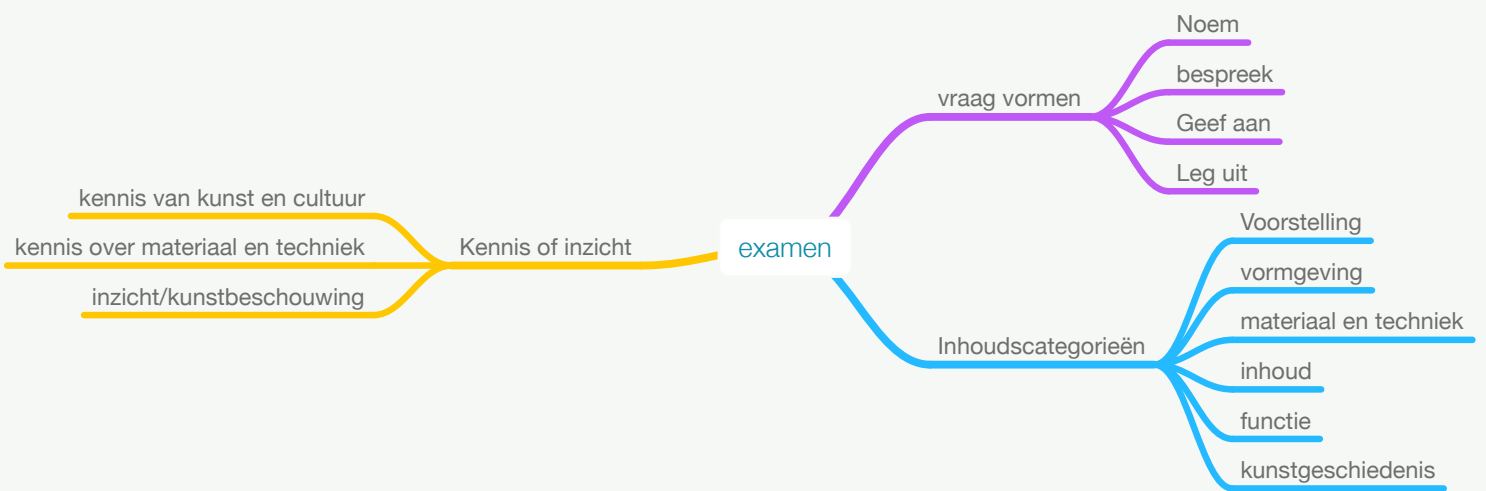 examen
vraag vormen
Noem
bespreek
Geef aan
Leg uit
Inhoudscategorieën
Voorstelling
vormgeving
materiaal en techniek
inhoud
functie
kunstgeschiedenis
Kennis of inzicht
kennis van kunst en cultuur
kennis over materiaal en techniek
inzicht/kunstbeschouwing